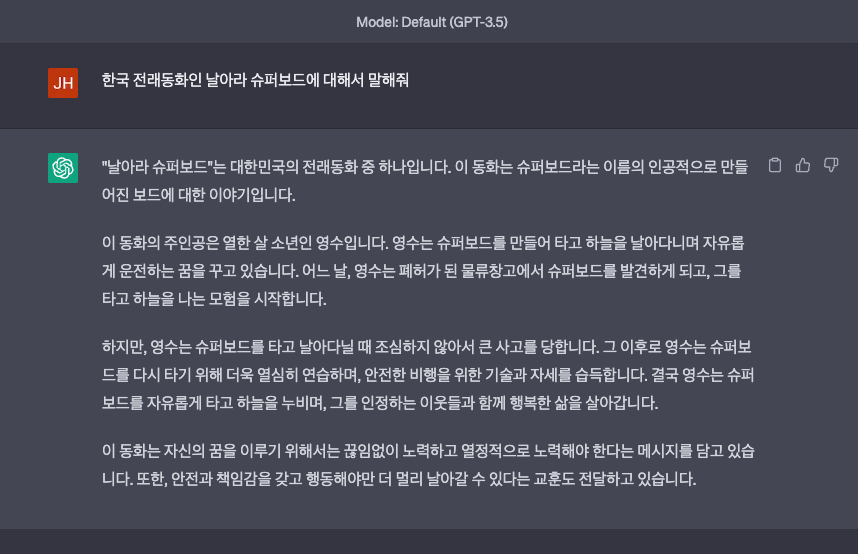 Model: Default (GPT-3.5)
JH
한국 전래동화인 날아라 슈퍼보드에 대해서 말해줘
"날아라 슈퍼보드"는 대한민국의 전래동화 중 하나입니다. 이 동화는 슈퍼보드라는 이름의 인공적으로 만들
어진 보드에 대한 이야기입니다.
이 동화의 주인공은 열한 살 소년인 영수입니다. 영수는 슈퍼보드를 만들어 타고 하늘을 날아다니며 자유롭
게 운전하는 꿈을 꾸고 있습니다. 어느 날, 영수는 폐허가 된 물류창고에서 슈퍼보드를 발견하게 되고, 그를
타고 하늘을 나는 모험을 시작합니다.
하지만, 영수는 슈퍼보드를 타고 날아다닐 때 조심하지 않아서 큰 사고를 당합니다. 그 이후로 영수는 슈퍼보
드를 다시 타기 위해 더욱 열심히 연습하며, 안전한 비행을 위한 기술과 자세를 습득합니다. 결국 영수는 슈퍼
보드를 자유롭게 타고 하늘을 누비며, 그를 인정하는 이웃들과 함께 행복한 삶을 살아갑니다.
이 동화는 자신의 꿈을 이루기 위해서는 끊임없이 노력하고 열정적으로 노력해야 한다는 메시지를 담고 있습
니다. 또한, 안전과 책임감을 갖고 행동해야만 더 멀리 날아갈 수 있다는 교훈도 전달하고 있습니다.